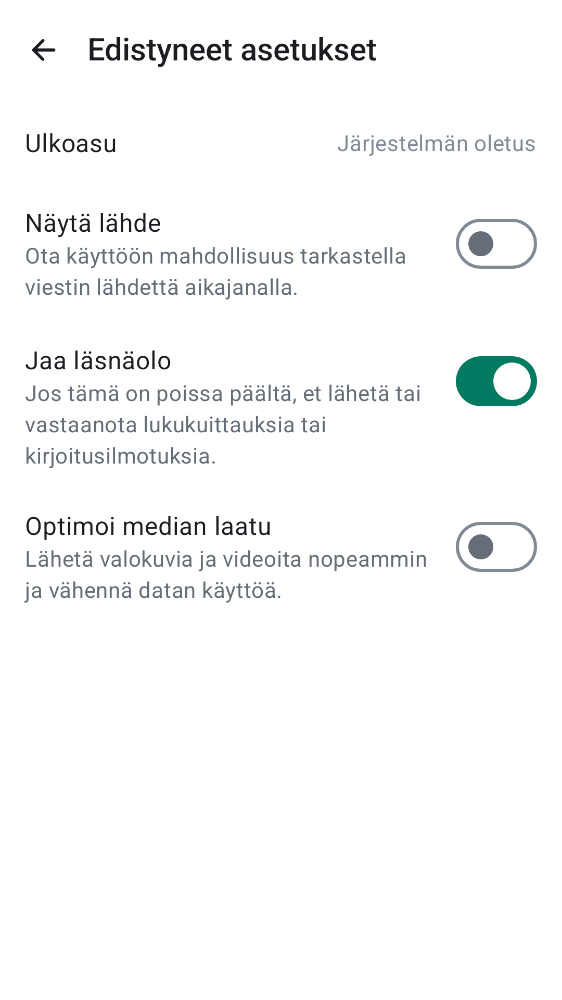 Edistyneet asetukset
Ulkoasu Järjestelmän oletus
Näytä lähde
Ota käyttöön mahdollisuus tarkastella
viestin lähdettä aikajanalla.
Jaa läsnäolo
Jos tämä on poissa päältä, et lähetä tai
vastaanota lukukuittauksia tai
kirjoitusilmotuksia.
Optimoi median laatu
Lähetä valokuvia ja videoita nopeammin
ja vähennä datan käyttöä.